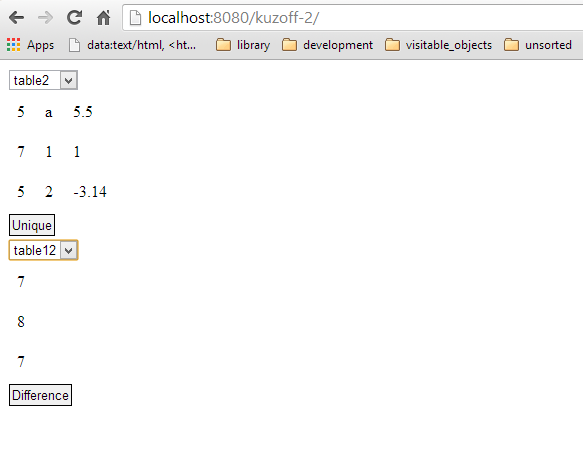 localhost:8080/kuzoff-2/
Apps data:text/html, <ht... library development visitable_objects unsorted
table2
5 a 5.5
7 1 1
5 2 -3.14
Unique
table12
7
8
7
Difference